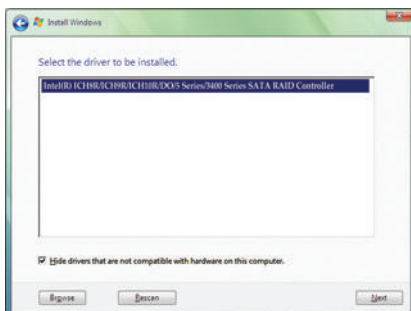 Install Windows
Select the driver to be installed.
Intel(R) ICH8R/ICH9R/ICH10R/DO/5 Series/3400 Series SATA RAID Controller
Hide drivers that are not compatible with hardware on this computer.
Browse
Rescan
Next